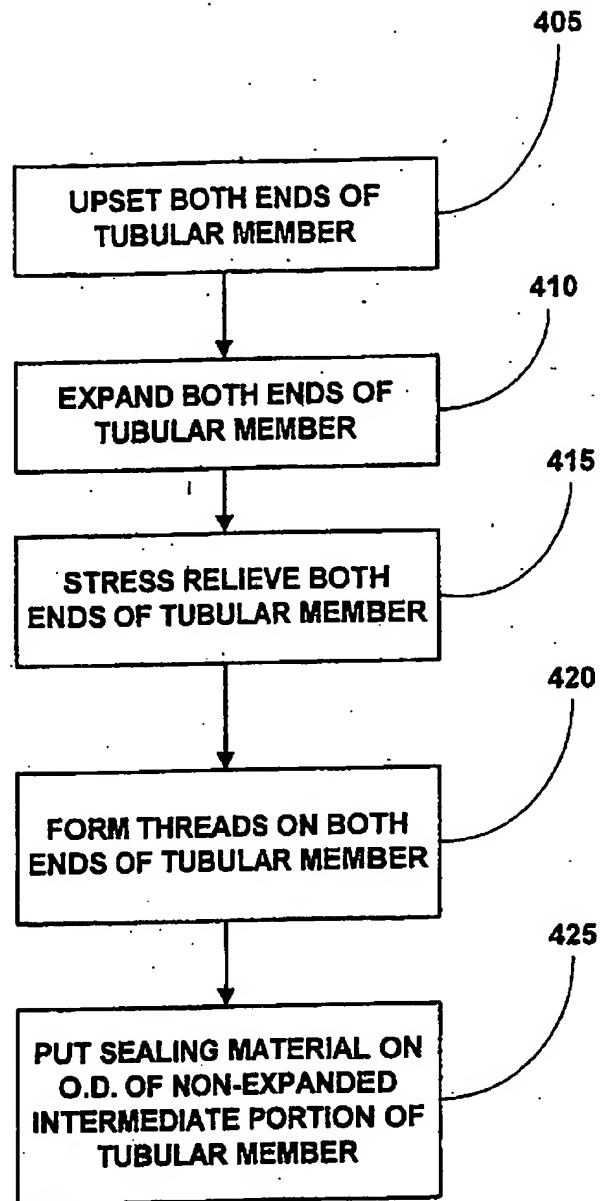 405
UPSET BOTH ENDS OF
TUBULAR MEMBER
410
EXPAND BOTH ENDS OF
TUBULAR MEMBER
415
STRESS RELIEVE BOTH
ENDS OF TUBULAR MEMBER
420
FORM THREADS ON BOTH
ENDS OF TUBULAR MEMBER
425
PUT SEALING MATERIAL ON
O.D. OF NON-EXPANDED
INTERMEDIATE PORTION OF
TUBULAR MEMBER